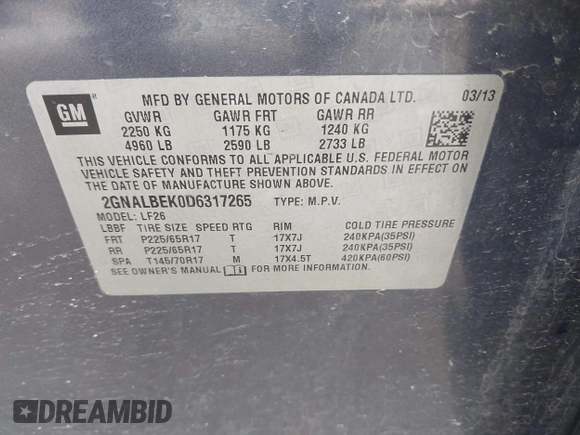 GM
MFD BY GENERAL MOTORS OF CANADA LTD. 03/13
GVWR GAWR FRT GAWR RR
2250 KG 1175 KG 1240 KG
4960 LB 2590 LB 2733 LB
THIS VEHICLE CONFORMS TO ALL APPLICABLE U.S. FEDERAL MOTOR
VEHICLE SAFETY AND THEFT PREVENTION STANDARDS IN EFFECT ON
THE DATE OF MANUFACTURE SHOWN ABOVE.
2GNALBEK0D6317265 TYPE: M.P.V.
MODEL: LF26
LBBF TIRE SIZE SPEED RTG RIM COLD TIRE PRESSURE
FRT P225/65R17 T 17X7J 240KPA(35PSI)
RR P225/65R17 T 17X7J 240KPA(35PSI)
SPA T145/70R17 M 17X4.5T 420KPA(60PSI)
SEE OWNER'S MANUAL FOR MORE INFORMATION
DREAMBID